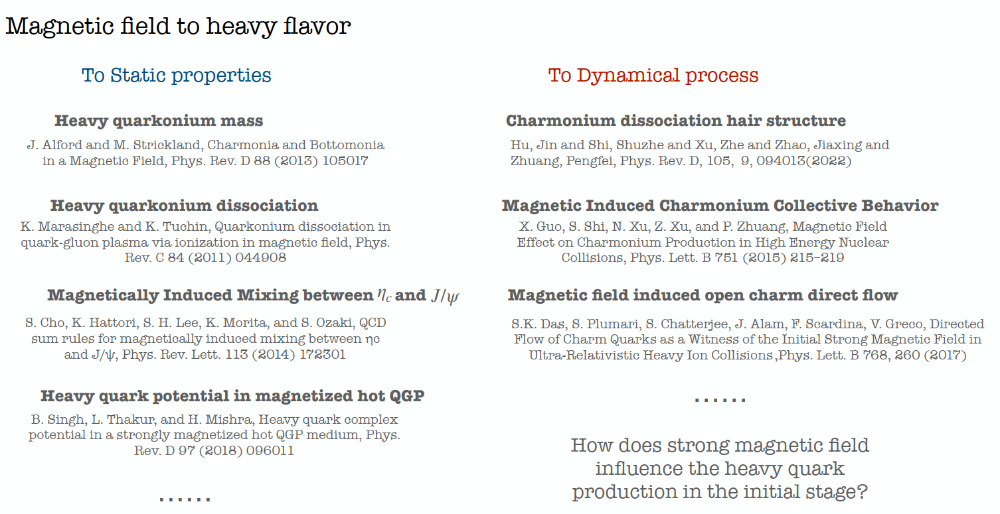 Magnetic field to heavy flavor
To Static properties
Heavy quarkonium mass
J. Alford and M. Strickland, Charmonia and Bottomonia
in a Magnetic Field, Phys. Rev. D 88 (2013) 105017
Heavy quarkonium dissociation
K. Marasinghe and K. Tuchin, Quarkonium dissociation in
quark-gluon plasma via ionization in magnetic field, Phys.
Rev. C 84 (2011) 044908
Magnetically Induced Mixing between η_c and J/ψ
S. Cho, K. Hattori, S. H. Lee, K. Morita, and S. Ozaki, QCD
sum rules for magnetically induced mixing between ηc
and J/ψ, Phys. Rev. Lett. 113 (2014) 172301
Heavy quark potential in magnetized hot QGP
B. Singh, L. Thakur, and H. Mishra, Heavy quark complex
potential in a strongly magnetized hot QGP medium, Phys.
Rev. D 97 (2018) 096011
......
To Dynamical process
Charmonium dissociation hair structure
Hu, Jin and Shi, Shuzhe and Xu, Zhe and Zhao, Jiaxing and
Zhuang, Pengfei, Phys. Rev. D, 105, 9, 094013(2022)
Magnetic Induced Charmonium Collective Behavior
X. Guo, S. Shi, N. Xu, Z. Xu, and P. Zhuang, Magnetic Field
Effect on Charmonium Production in High Energy Nuclear
Collisions, Phys. Lett. B 751 (2015) 215–219
Magnetic field induced open charm direct flow
S.K. Das, S. Plumari, S. Chatterjee, J. Alam, F. Scardina, V. Greco, Directed
Flow of Charm Quarks as a Witness of the Initial Strong Magnetic Field in
Ultra-Relativistic Heavy Ion Collisions ,Phys. Lett. B 768, 260 (2017)
......
How does strong magnetic field
influence the heavy quark
production in the initial stage?